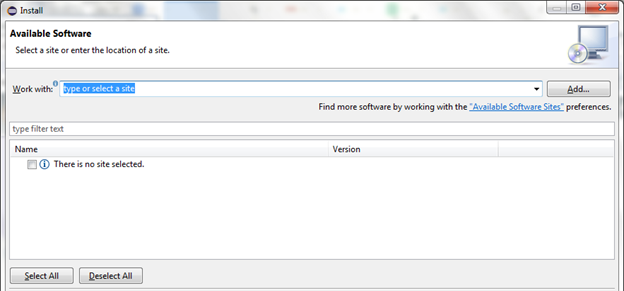 Install
Available Software
Select a site or enter the location of a site.
Work with: type or select a site Add...
Find more software by working with the "Available Software Sites" preferences.
type filter text
Name Version
There is no site selected.
Select All Deselect All